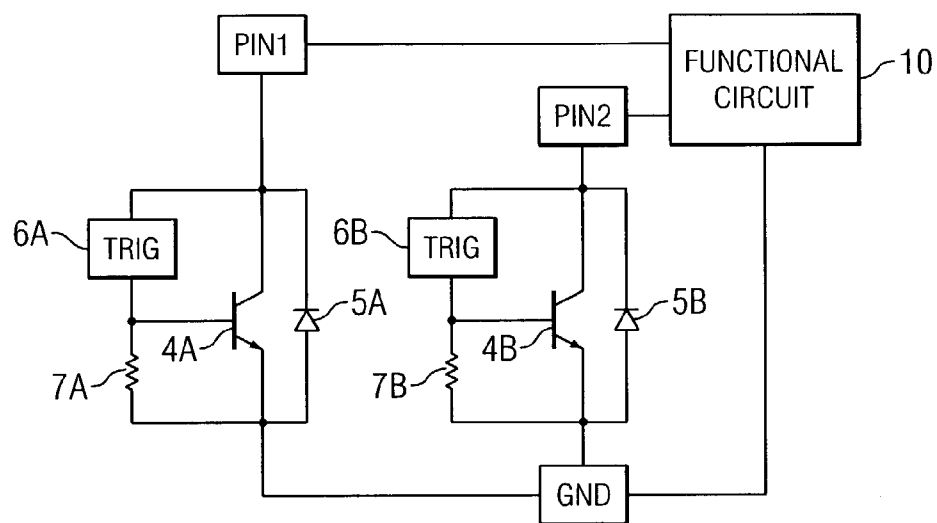 PIN1
FUNCTIONAL
CIRCUIT
10
PIN2
6A
TRIG
6B
TRIG
5A
5B
4A
4B
7A
7B
GND